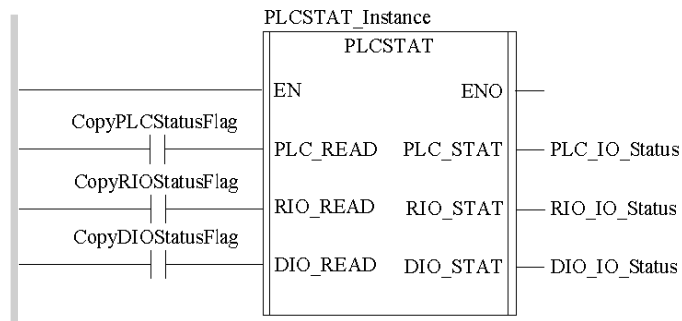 PLCSTAT_Instance
PLCSTAT
EN ENO
CopyPLCStatusFlag
PLC_READ PLC_STAT PLC_IO_Status
CopyRIOStatusFlag
RIO_READ RIO_STAT RIO_IO_Status
CopyDIOStatusFlag
DIO_READ DIO_STAT DIO_IO_Status